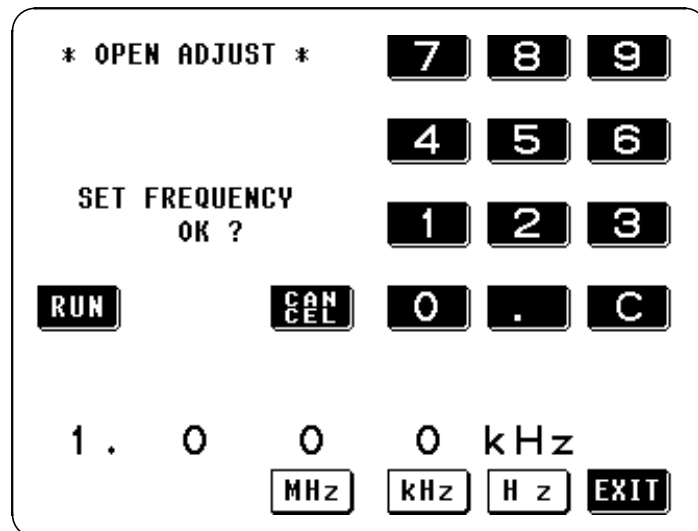 * OPEN ADJUST *
7 8 9
4 5 6
SET FREQUENCY
OK ?
1 2 3
RUN
CAN
CEL
0 . C
1. 0 0 0 kHz
MHz kHz H z EXIT